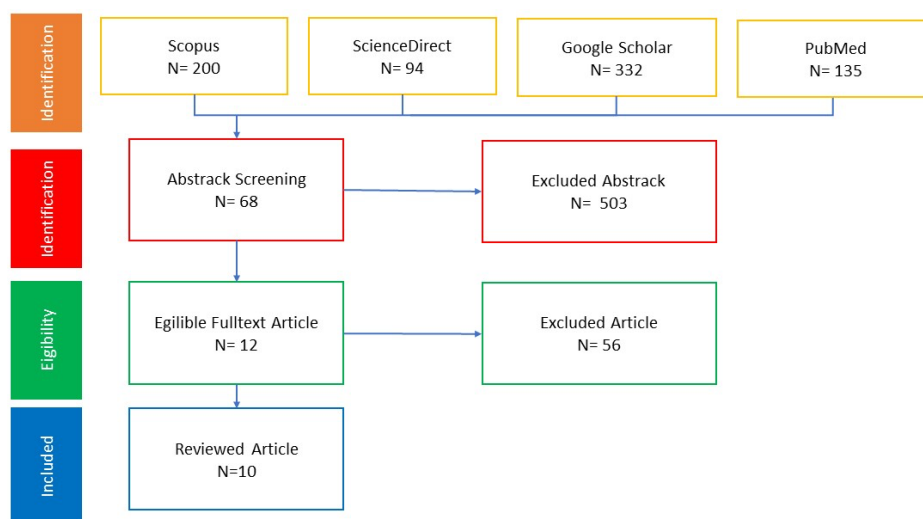 Identification
Scopus
N= 200
ScienceDirect
N= 94
Google Scholar
N= 332
PubMed
N= 135
Identification
Abstrack Screening
N= 68
Excluded Abstrack
N= 503
Eigibility
Egilible Fulltext Article
N= 12
Excluded Article
N= 56
Included
Reviewed Article
N=10